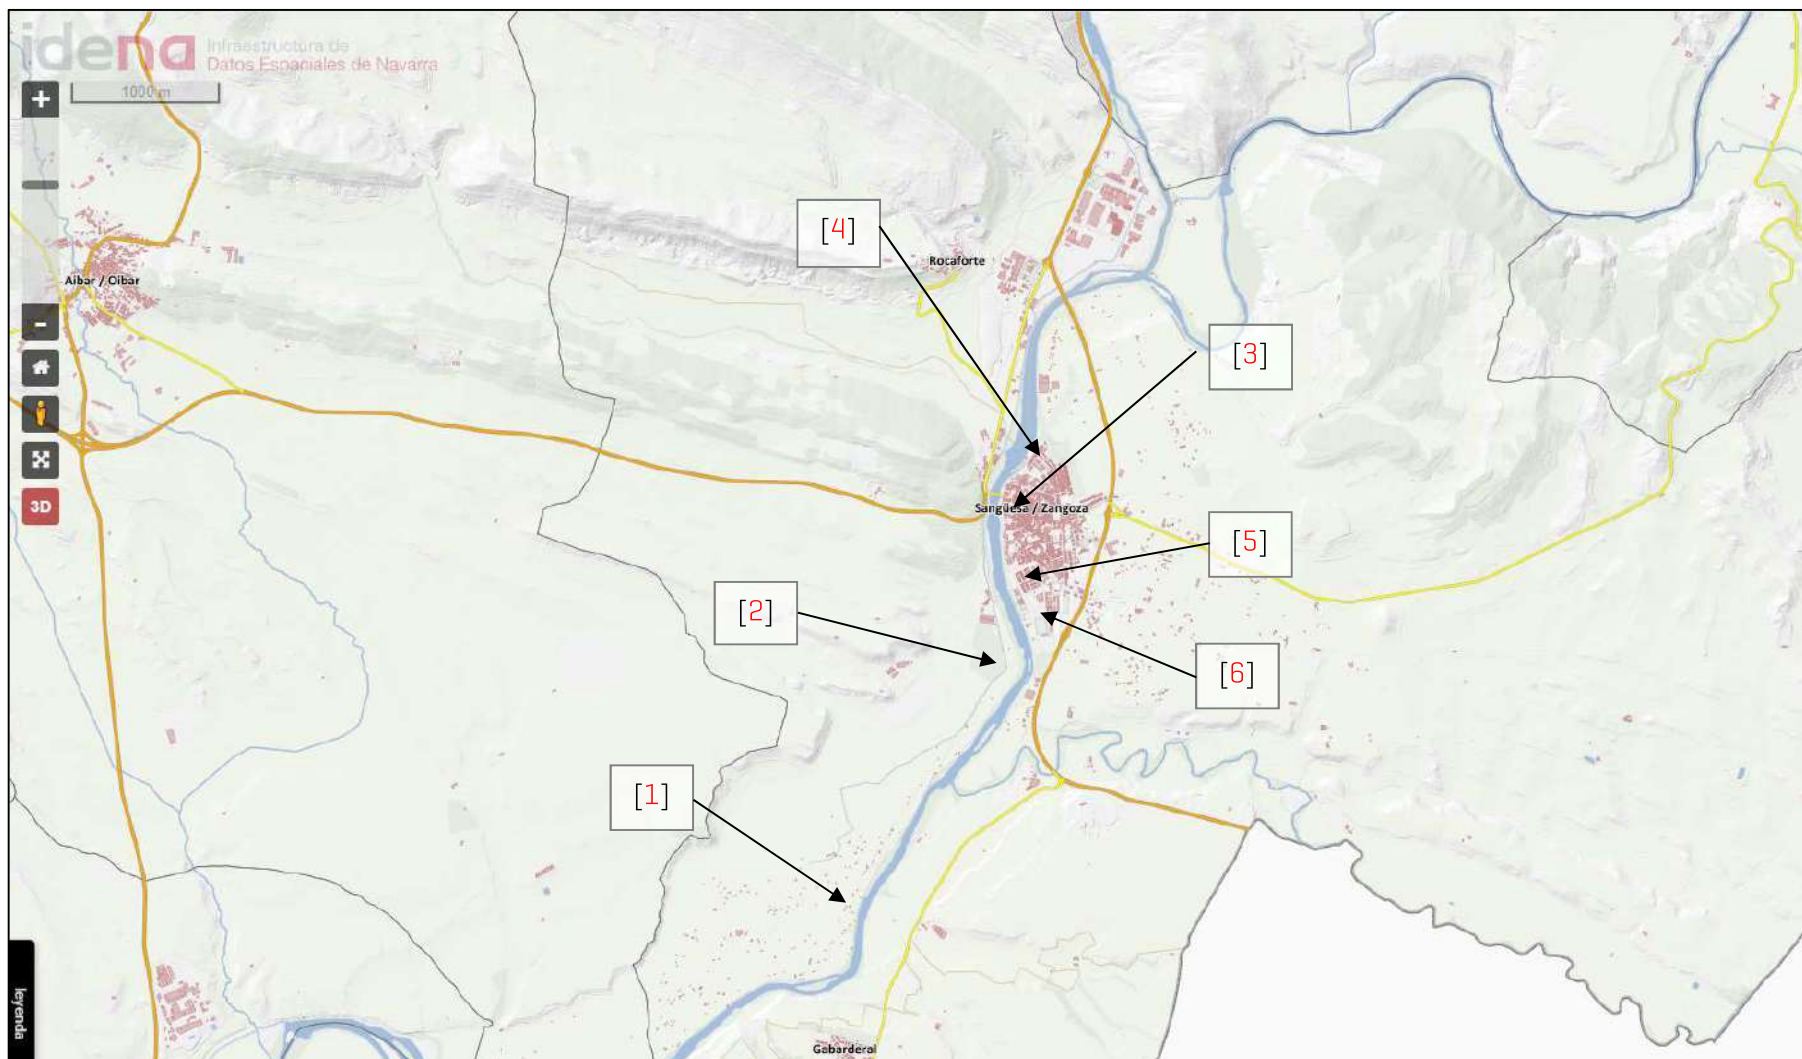 idena
Infraestructura de
Datos Espaciales de Navarra
+
1000 m
[4]
Rocaforte
Aibar / Oibar
-
[3]
3D
Sangüesa / Zangoza
[5]
[2]
[6]
[1]
leyenda
Gabarderal